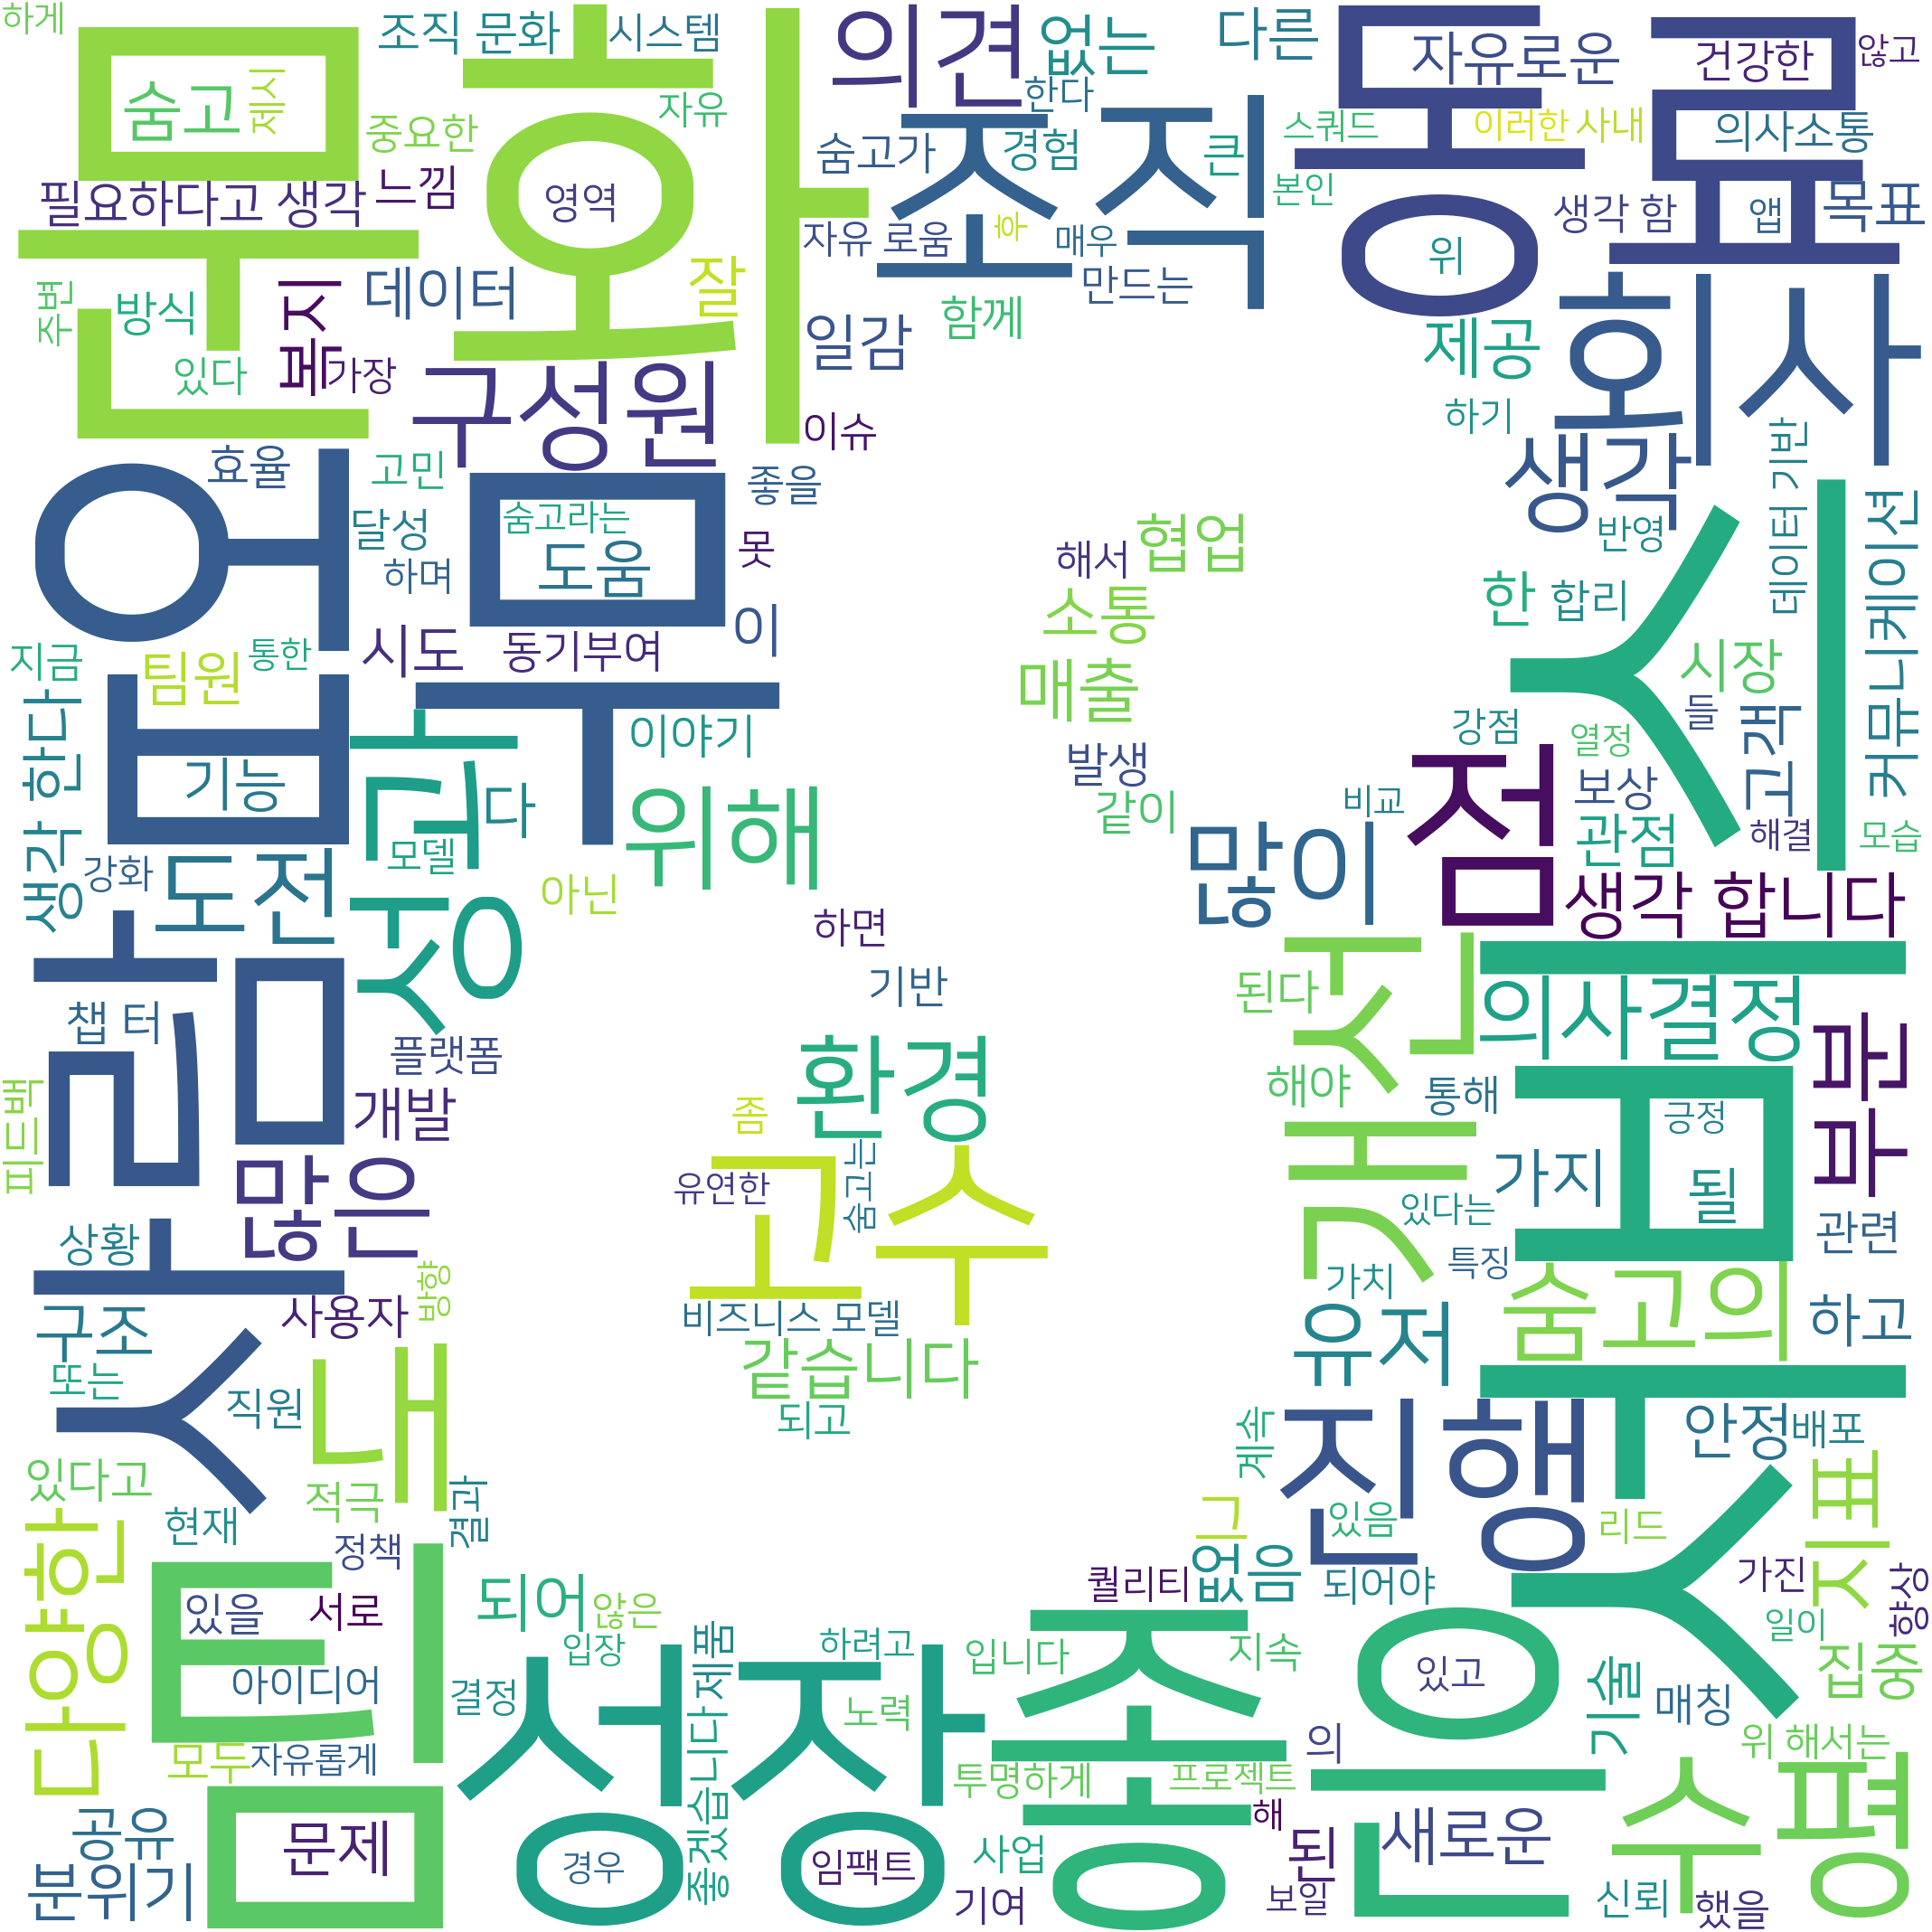 하게
조직 문화
시스템
의견
없는
다른
동료
자유로운
건강한
않고
문화
숨고
제시
중요한
자유
한다
조직
스쿼드
이러한
사내
의사소통
필요하다고 생각
느낌
영역
숨고가
경험
큰
본인
생각 함
앱
목표
자유 로움
후
매우
만드는
위
회사
주변
방식
복지
데이터
잘
일감
함께
제공
있다
가장
구성원
이슈
하기
생각
데이터 기반
커뮤니케이션
업무
효율
고민
숨고라는
좋을
달성
하며
도움
못
해서
협업
반영
한
합리
서비스
지금
팀원
통한
시도
동기부여
이
소통
시장
들
고객
생각 한다
기능
성과
다
이야기
매출
발생
강점
열정
보상
점
강화
도전
모델
위해
같이
많이
비교
관점
해결
모습
사람
아닌
하면
생각 합니다
챕 터
플랫폼
기반
된다
개선
의사결정
부분
피드백
개발
환경
해야
통해
긍정
많은
좀
고수
유연한
숨고는
가지
될
있다는
관련
상황
방향
구조
사용자
비즈니스 모델
가치
특징
숨고의
하고
또는
직원
내
같습니다
유저
되고
계속
진행
안정
배포
있다고
적극
결과
지표
현재
정책
그
없음
있음
리드
다양한
팀
있을
서로
되어
않은
퀄리티
되어야
가진
향상
입장
좋겠습니다
제품
하려고
입니다
지속
인
있고
일이
집중
아이디어
결정
성장
노력
좋은
기술
매칭
모두
자유롭게
투명하게
프로젝트
의
위 해서는
공유
문제
경우
임팩트
사업
해
된
새로운
수평
분위기
기여
보일
신뢰
했을